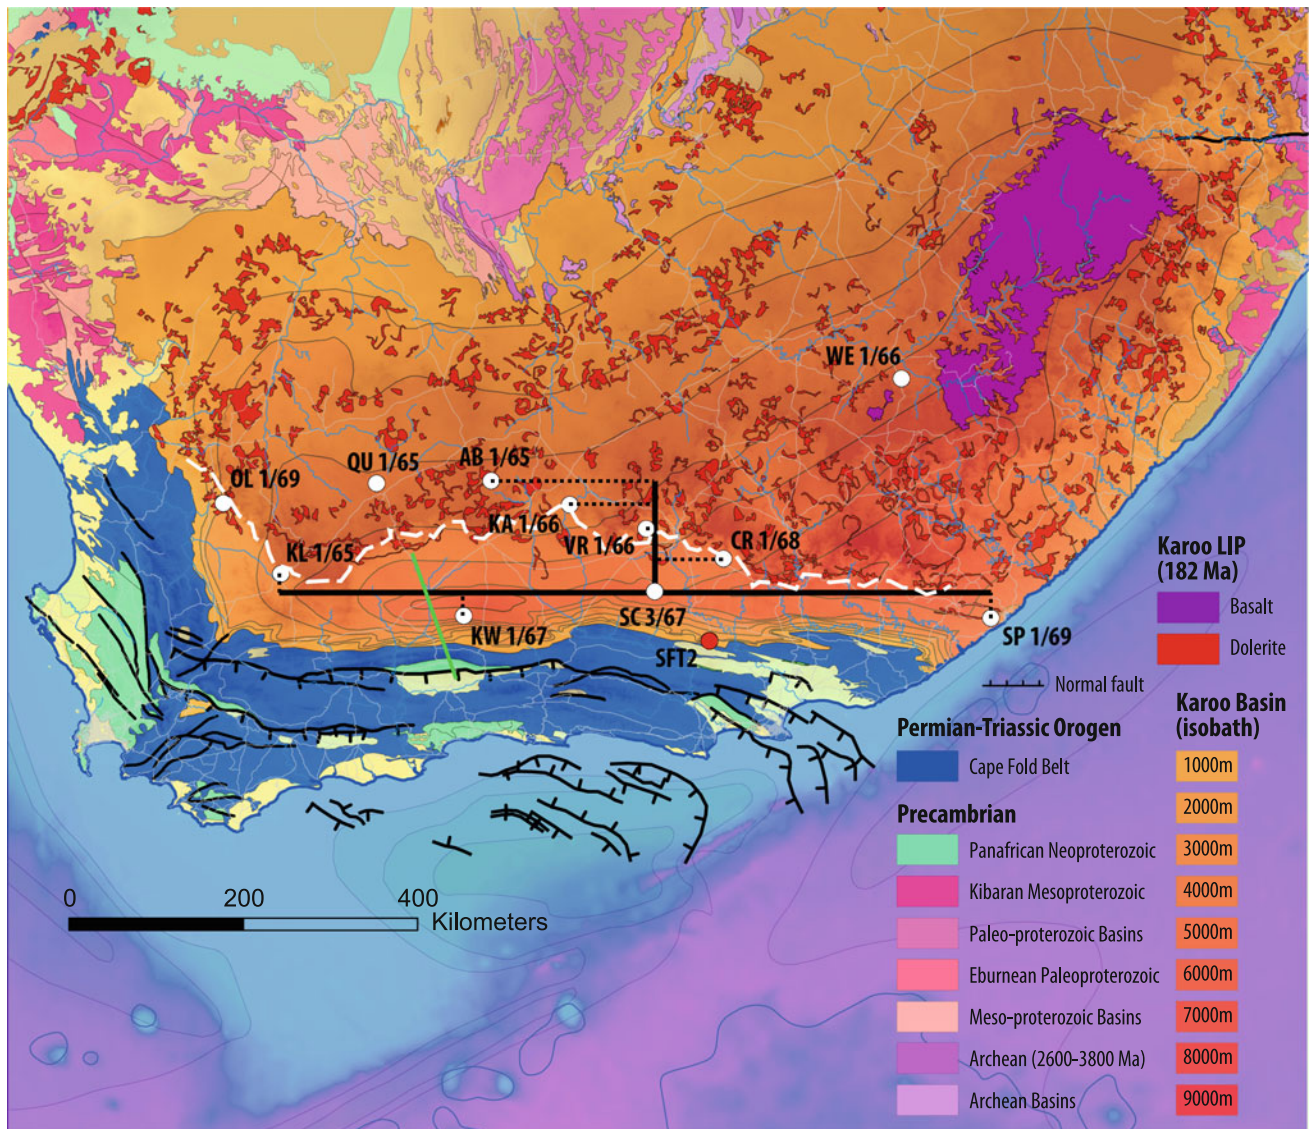 WE 1/66
OL 1/69
QU 1/65
AB 1/65
KA 1/66
VR 1/66
CR 1/68
KL 1/65
SC 3/67
KW 1/67
SFT2
SP 1/69
Karoo LIP
(182 Ma)
Basalt
Dolerite
Normal fault
Permian-Triassic Orogen
Cape Fold Belt
Precambrian
Panafrican Neoproterozoic
Kibaran Mesoproterozoic
Paleo-proterozoic Basins
Eburnean Paleoproterozoic
Meso-proterozoic Basins
Archean (2600-3800 Ma)
Archean Basins
Karoo Basin
(isobath)
1000m
2000m
3000m
4000m
5000m
6000m
7000m
8000m
9000m
0 200 400
Kilometers